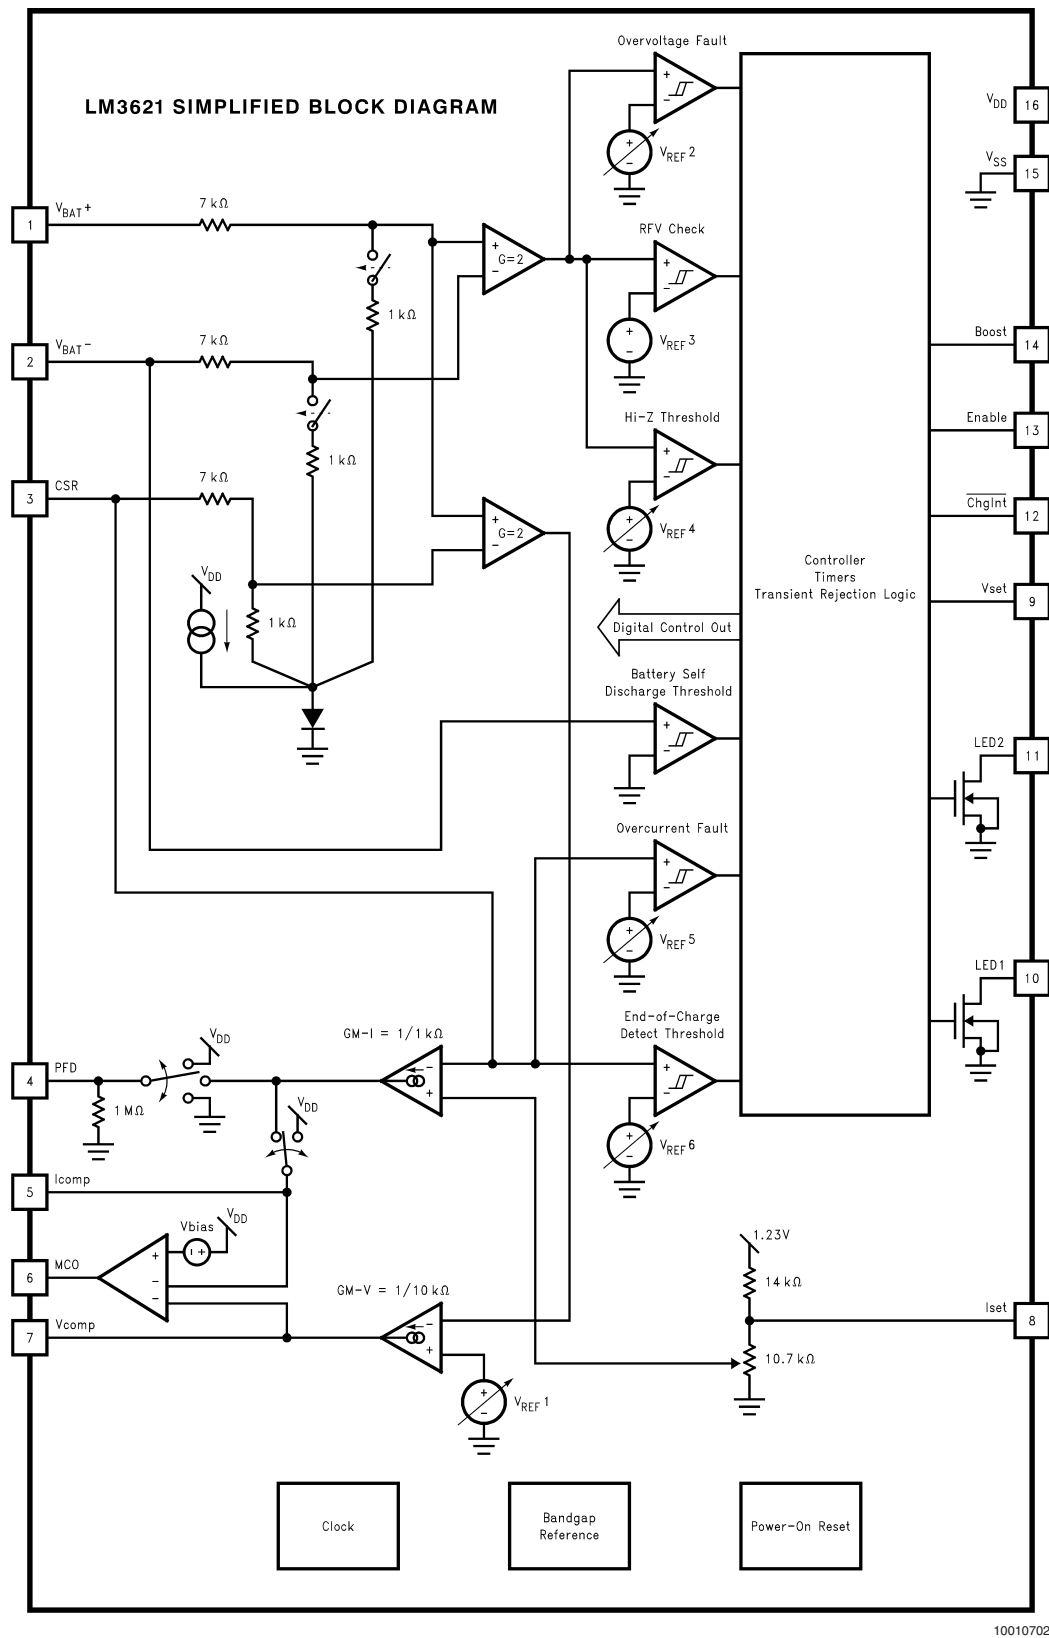 LM3621 SIMPLIFIED BLOCK DIAGRAM
Overvoltage Fault
+
−
+
−
VREF2
VDD
16
VSS
15
1
VBAT+
7 kΩ
+
−
G=2
1 kΩ
RFV Check
+
−
+
−
VREF3
2
VBAT−
7 kΩ
1 kΩ
Boost
14
Hi-Z Threshold
+
−
+
−
VREF4
Enable
13
3
CSR
7 kΩ
+
−
G=2
ChgInt
12
VDD
1 kΩ
Controller
Timers
Transient Rejection Logic
Vset
9
Digital Control Out
Battery Self
Discharge Threshold
+
−
LED2
11
Overcurrent Fault
+
−
+
−
VREF5
LED1
10
End-of-Charge
Detect Threshold
+
−
+
−
VREF6
GM-I = 1/1 kΩ
−
+
4
PFD
VDD
1 MΩ
VDD
5
Icomp
Vbias
VDD
6
MCO
+
−
−
+
7
Vcomp
GM-V = 1/10 kΩ
−
+
+
−
VREF1
1.23V
14 kΩ
Iset
8
10.7 kΩ
Clock
Bandgap
Reference
Power-On Reset
10010702